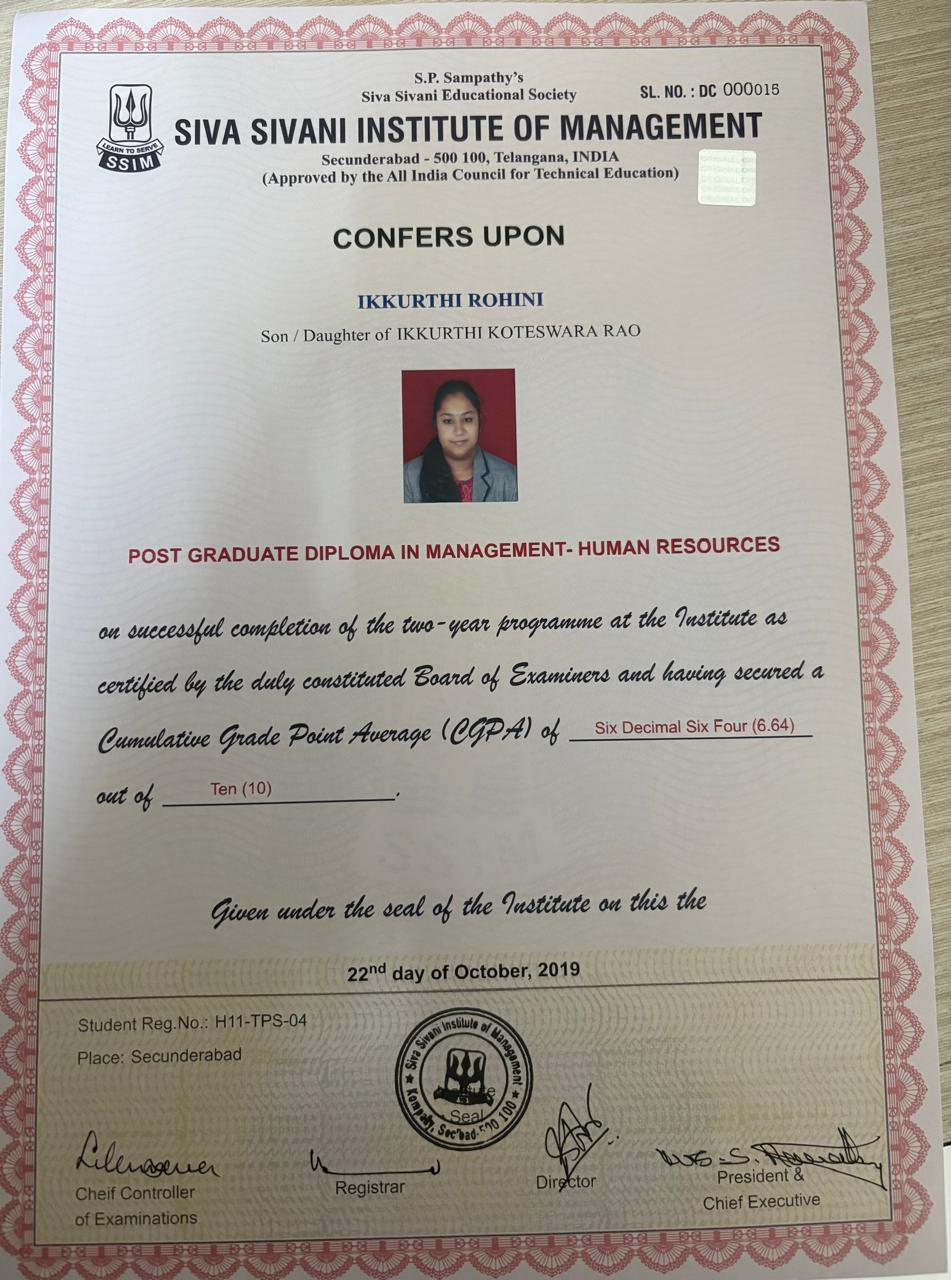 S.P. Sampathy's
Siva Sivani Educational Society
SL. NO. : DC 000015
LEARN TO SERVE
SSIM
SIVA SIVANI INSTITUTE OF MANAGEMENT
Secunderabad - 500 100, Telangana, INDIA
(Approved by the All India Council for Technical Education)
CONFERS UPON
IKKURTHI ROHINI
Son / Daughter of IKKURTHI KOTESWARA RAO
POST GRADUATE DIPLOMA IN MANAGEMENT- HUMAN RESOURCES
on successful completion of the two-year programme at the Institute as
certified by the duly constituted Board of Examiners and having secured a
Cumulative Grade Point Average (CGPA) of Six Decimal Six Four (6.64)
out of Ten (10).
Given under the seal of the Institute on this the
22nd day of October, 2019
Student Reg.No.: H11-TPS-04
Place: Secunderabad
Siva Sivani Institute of Management
Kompally, Sec'bad-500 100
Institute
Seal
Cheif Controller
of Examinations
Registrar
Director
President &
Chief Executive